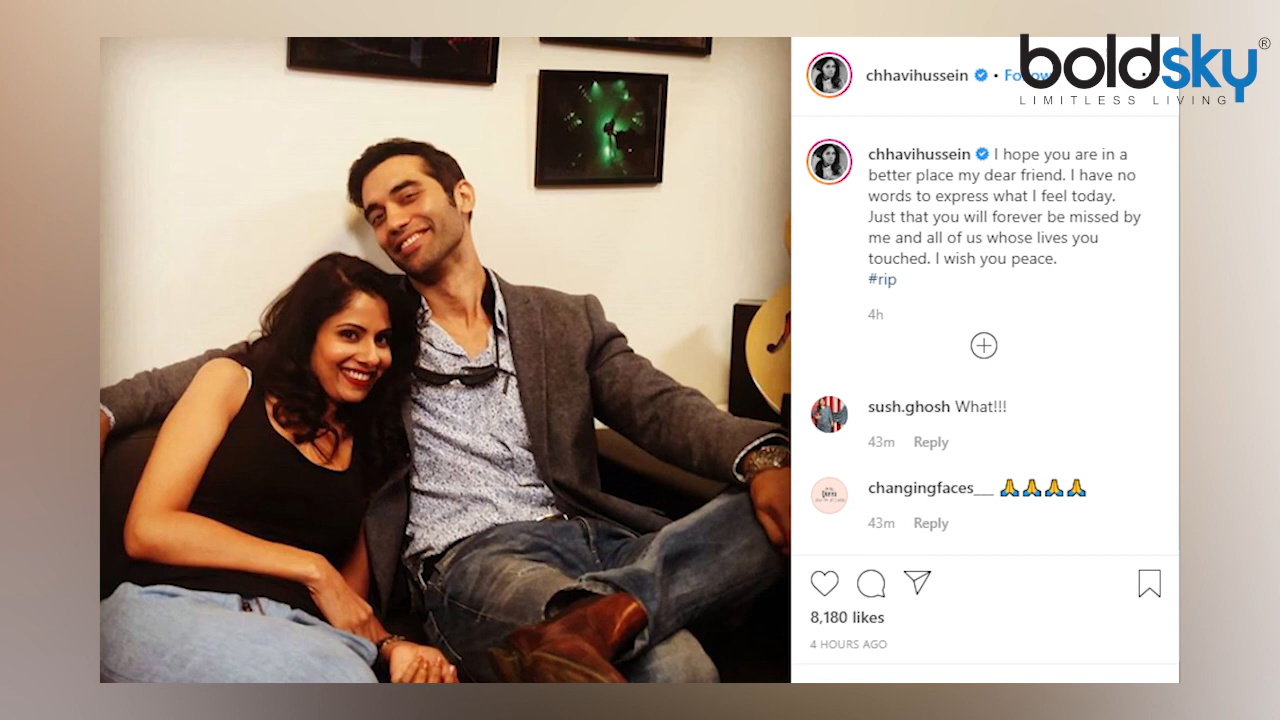 boldsky®
LIMITLESS LIVING
chhavihussein •
chhavihussein I hope you are in a
better place my dear friend. I have no
words to express what I feel today.
Just that you will forever be missed by
me and all of us whose lives you
touched. I wish you peace.
#rip
4h
sush.ghosh What!!!
43m Reply
changingfaces__ 🙏🙏🙏🙏
43m Reply
8,180 likes
4 HOURS AGO